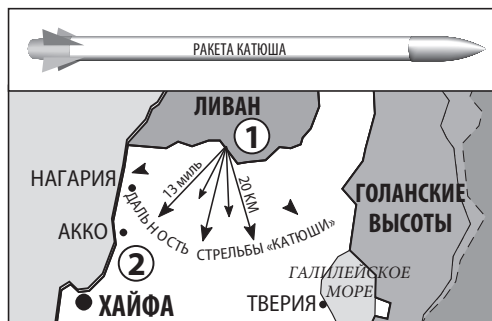 РАКЕТА КАТЮША
ЛИВАН
1
НАГАРИЯ
13 МИЛЬ
20 КМ
ГОЛАНСКИЕ
ВЫСОТЫ
ДАЛЬНОСТЬ СТРЕЛЬБЫ «КАТЮШИ»
АККО
2
ГАЛИЛЕЙСКОЕ
МОРЕ
ХАЙФА
ТВЕРИЯ